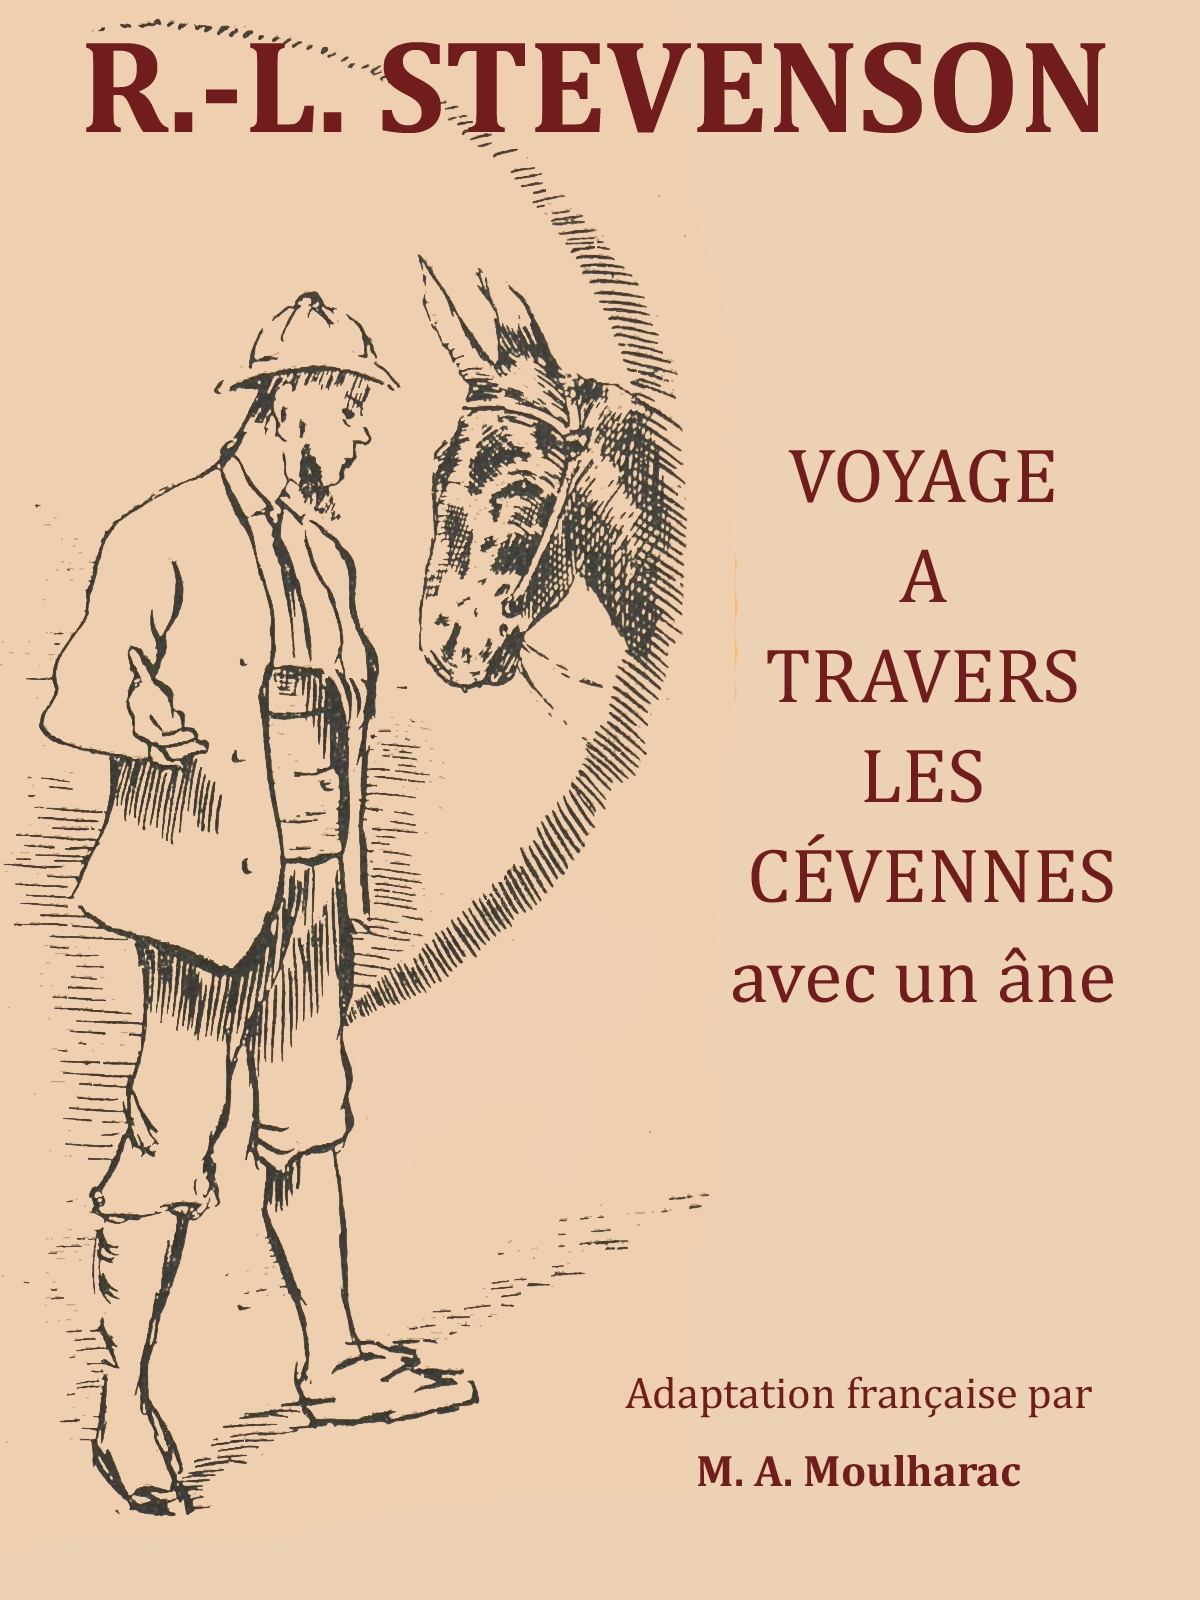 R.-L. STEVENSON
VOYAGE
A
TRAVERS
LES
CÉVENNES
avec un âne
Adaptation française par
M. A. Moulharac